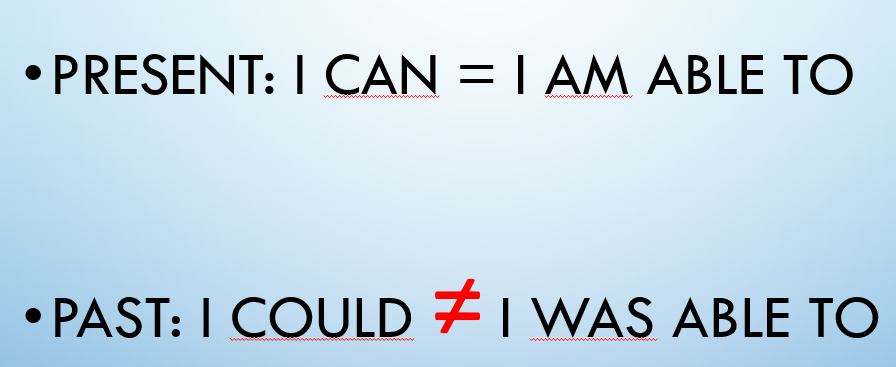 • PRESENT: I CAN = I AM ABLE TO
• PAST: I COULD ≠ I WAS ABLE TO